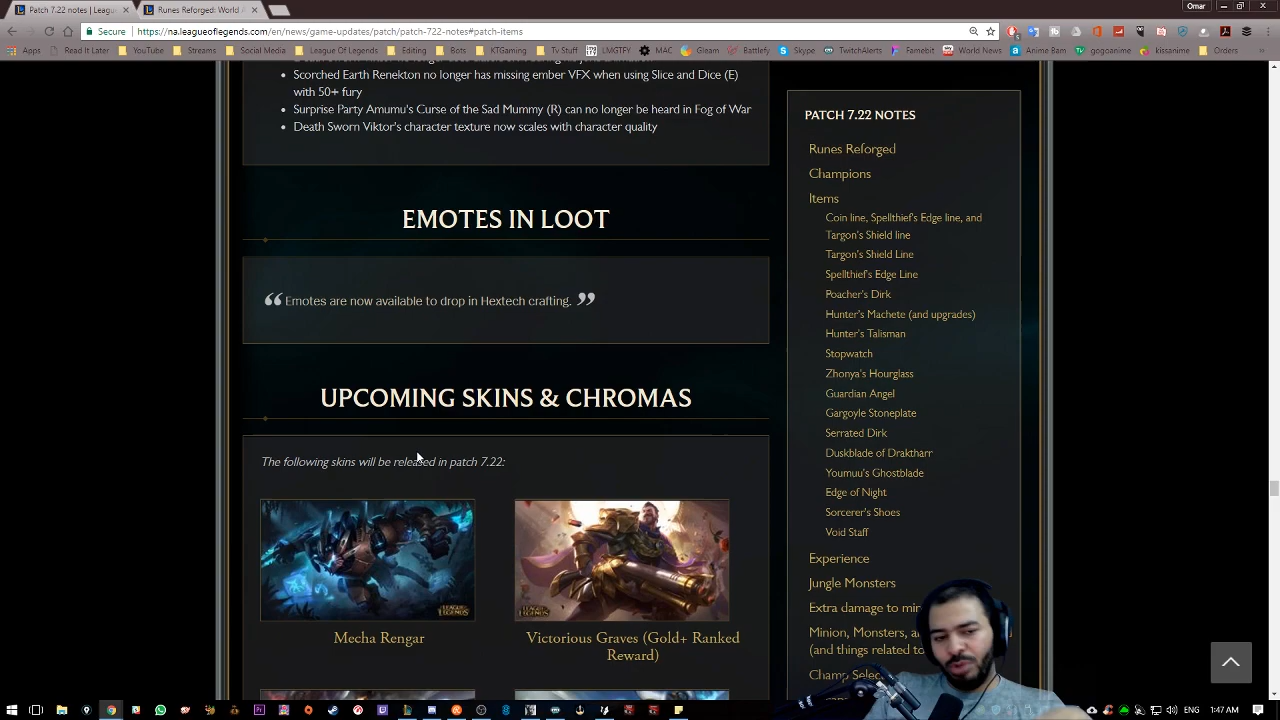 Patch 7.22 notes | Leagu
Runes Reforged: World A
Omar
Secure
https://na.leagueoflegends.com/en/news/game-updates/patch/patch-722-notes#patch-items
Apps
Read It Later
YouTube
Streams
Social Media
League Of Legends
Editing
Bots
KTGaming
Tv Stuff
LMGTFY
MAC
Gleam
Battlefy
Skype
TwitchAlerts
Famebit
World News
Anime Bam
gogoanime
kissanime
Orders
Scorched Earth Renekton no longer has missing ember VFX when using Slice and Dice (E)
with 50+ fury
Surprise Party Amumu's Curse of the Sad Mummy (R) can no longer be heard in Fog of War
Death Sworn Viktor's character texture now scales with character quality
EMOTES IN LOOT
“ Emotes are now available to drop in Hextech crafting. ”
UPCOMING SKINS & CHROMAS
The following skins will be released in patch 7.22:
LEAGUE OF LEGENDS
LEAGUE OF LEGENDS
Mecha Rengar
Victorious Graves (Gold+ Ranked
Reward)
PATCH 7.22 NOTES
Runes Reforged
Champions
Items
Coin line, Spellthief's Edge line, and
Targon's Shield line
Targon's Shield Line
Spellthief's Edge Line
Poacher's Dirk
Hunter's Machete (and upgrades)
Hunter's Talisman
Stopwatch
Zhonya's Hourglass
Guardian Angel
Gargoyle Stoneplate
Serrated Dirk
Duskblade of Draktharr
Youmuu's Ghostblade
Edge of Night
Sorcerer's Shoes
Void Staff
Experience
Jungle Monsters
Extra damage to mi
Minion, Monsters, a
(and things related to
Champ Selec
ENG
1:47 AM